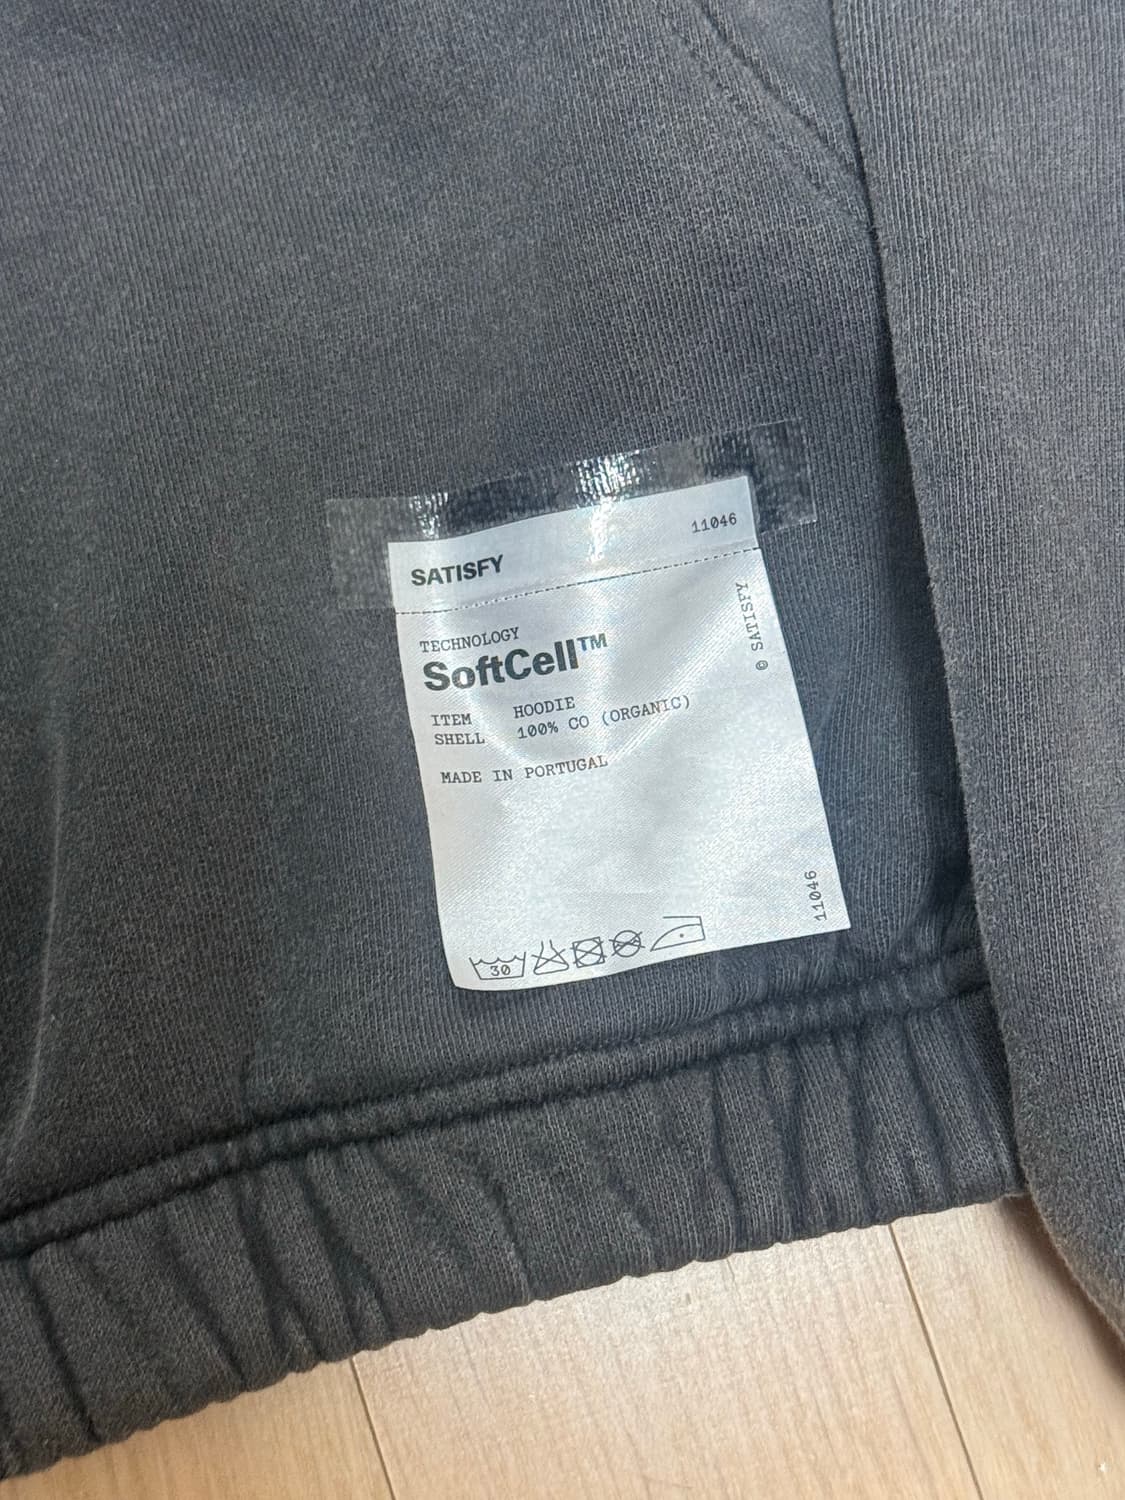 SATISFY
11046
TECHNOLOGY
SoftCell™
ITEM HOODIE
SHELL 100% CO (ORGANIC)
MADE IN PORTUGAL
© SATISFY
11046
30